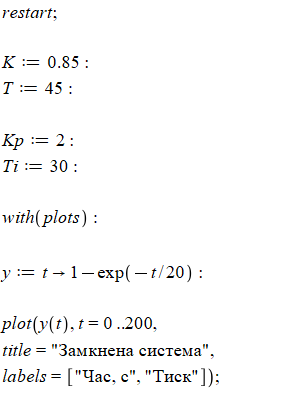 restart;
K := 0.85 :
T := 45 :
Kp := 2 :
Ti := 30 :
with(plots) :
y := t → 1 − exp(−t/20) :
plot(y(t), t = 0 ..200,
title = "Замкнена система",
labels = ["Час, с", "Тиск"]);